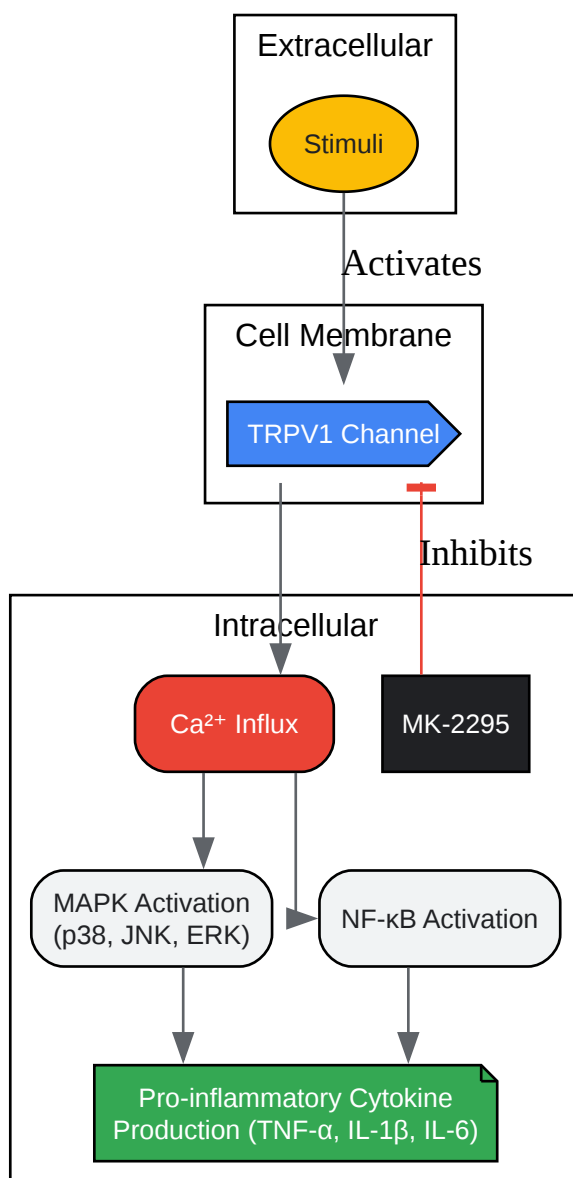 Extracellular
Stimuli
Activates
Cell Membrane
TRPV1 Channel
Inhibits
Intracellular
Ca²⁺ Influx
MK-2295
MAPK Activation
(p38, JNK, ERK)
NF-κB Activation
Pro-inflammatory Cytokine
Production (TNF-α, IL-1β, IL-6)